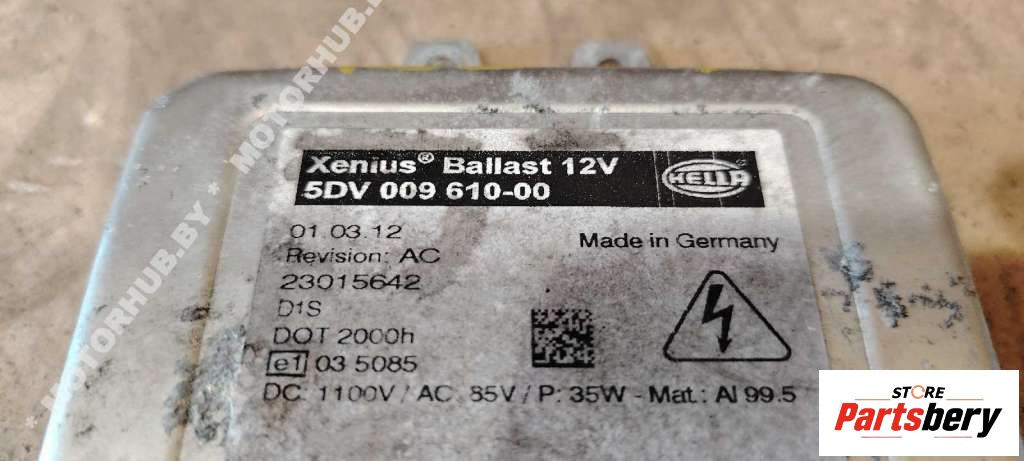 * MOTORHUB.BY * MOTORHUB.BY
Xenius® Ballast 12V
5DV 009 610-00
HELLA
01.03.12
Made in Germany
Revision: AC
23015642
D1S
DOT 2000h
e1 03 5085
DC: 1100V / AC: 85V / P: 35W - Mat.: Al 99.5
STORE
Partsbery